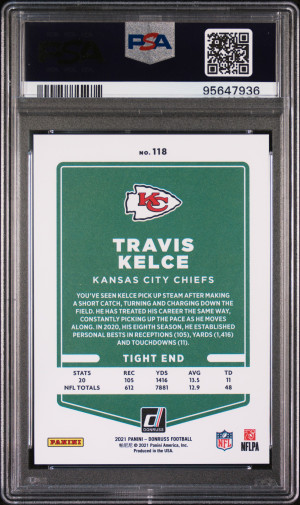 PSA
95647936
NO. 118
KC
TRAVIS
KELCE
KANSAS CITY CHIEFS
YOU'VE SEEN KELCE PICK UP STEAM AFTER MAKING
A SHORT CATCH, TURNING AND CHARGING DOWN THE
FIELD. HE HAS TREATED HIS CAREER THE SAME WAY,
CONSTANTLY PICKING UP THE PACE AS HE MOVES
ALONG. IN 2020, HIS EIGHTH SEASON, HE ESTABLISHED
PERSONAL BESTS IN RECEPTIONS (105), YARDS (1,416)
AND TOUCHDOWNS (11).
TIGHT END
STATS REC YDS AVG TD
20 105 1416 13.5 11
NFL TOTALS 612 7881 12.9 48
D
DONRUSS
PANINI
2021 PANINI – DONRUSS FOOTBALL
© 2021 Panini America, Inc.
Produced in the USA.
NFL
NFLPA